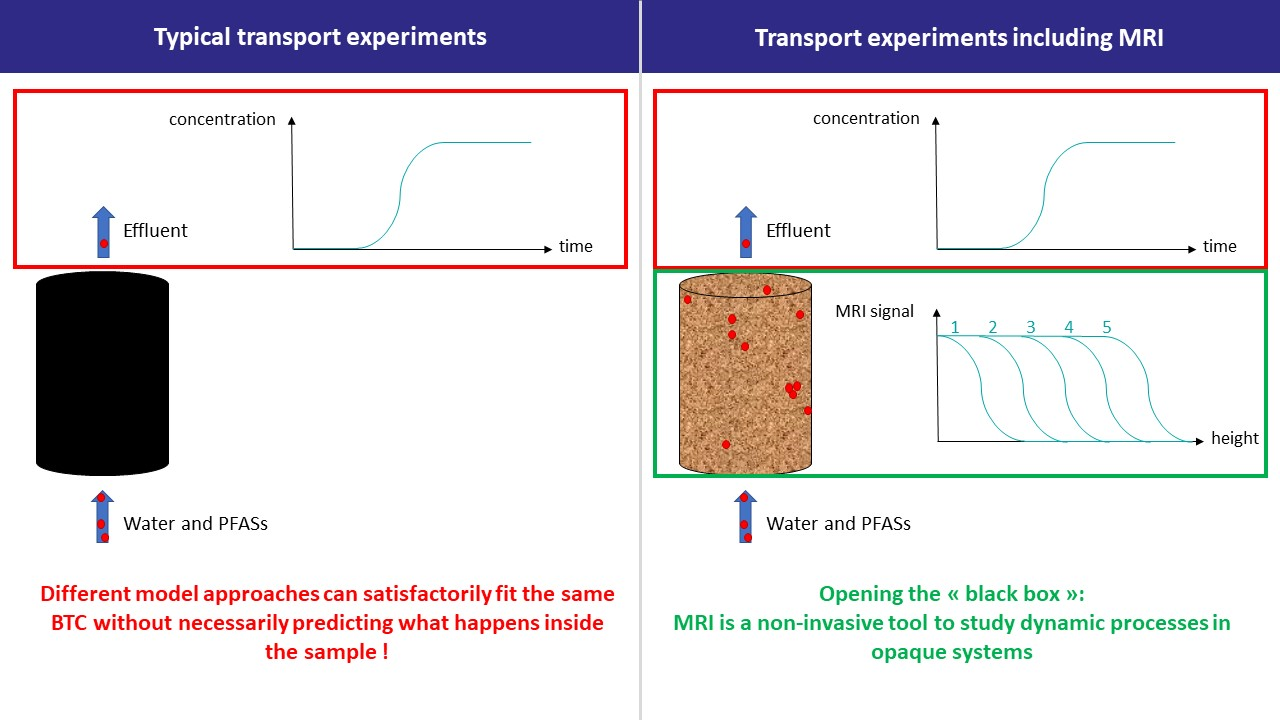 Typical transport experiments
concentration
Effluent
time
Water and PFASs
Different model approaches can satisfactorily fit the same
BTC without necessarily predicting what happens inside
the sample !
Transport experiments including MRI
concentration
Effluent
time
MRI signal
1 2 3 4 5
height
Water and PFASs
Opening the « black box »:
MRI is a non-invasive tool to study dynamic processes in
opaque systems